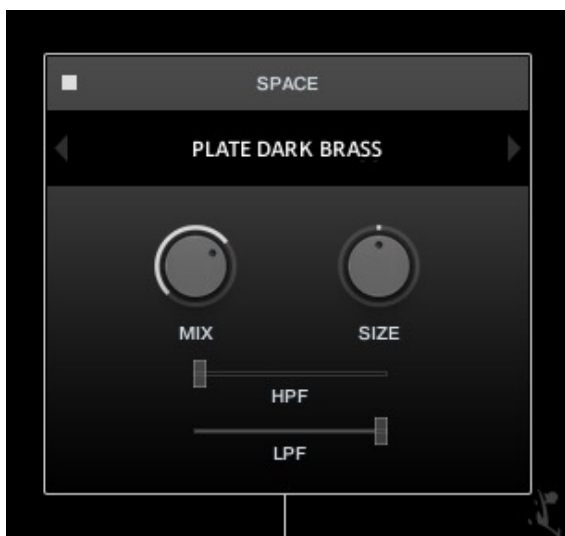 SPACE
PLATE DARK BRASS
MIX
SIZE
HPF
LPF